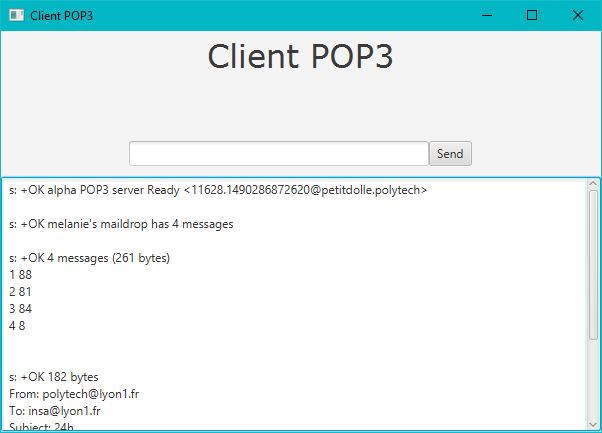 Client POP3
Client POP3
Send
s: +OK alpha POP3 server Ready <11628.1490286872620@petitdolle.polytech>
s: +OK melanie's maildrop has 4 messages
s: +OK 4 messages (261 bytes)
1 88
2 81
3 84
4 8
s: +OK 182 bytes
From: polytech@lyon1.fr
To: insa@lyon1.fr
Subject: 24h